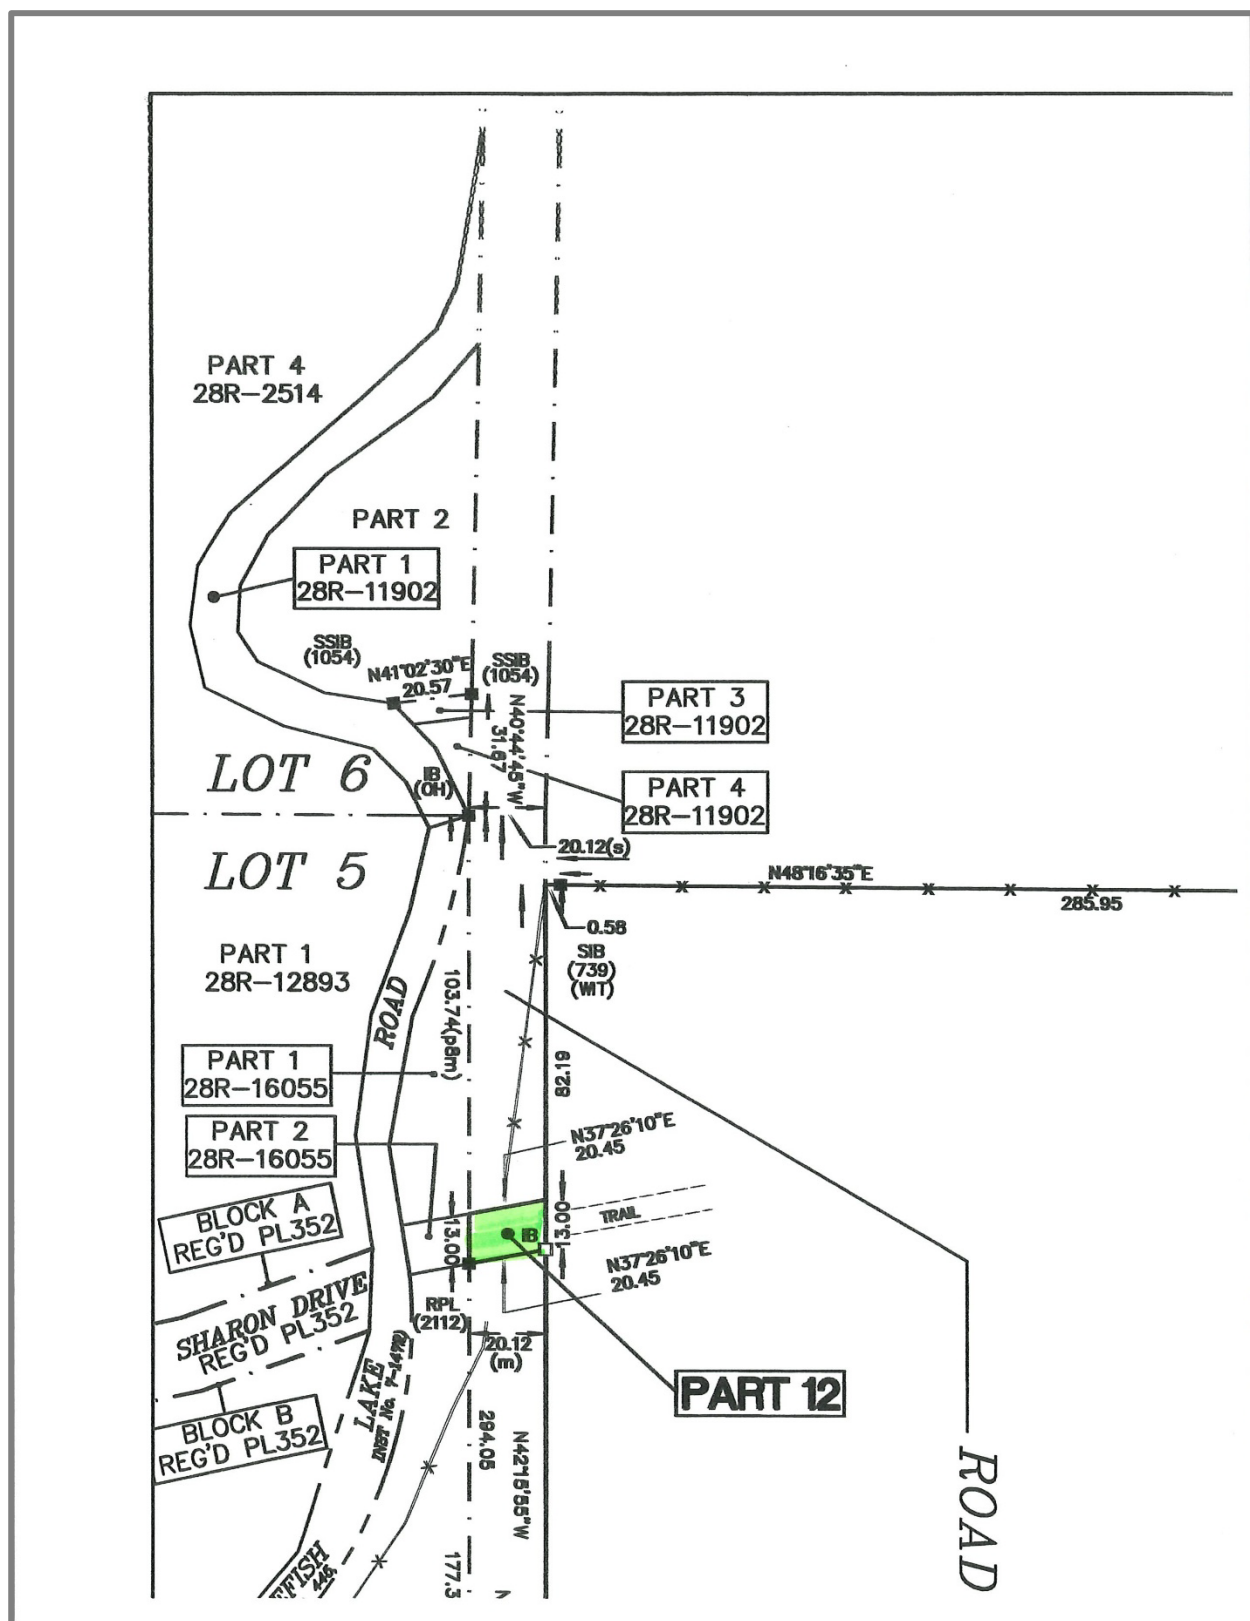 PART 4
28R-2514
PART 2
PART 1
28R-11902
SSIB
(1054)
N41°02'30"E
20.57
SSIB
(1054)
N40°44'45"W
31.67
PART 3
28R-11902
LOT 6
IB
(OH)
PART 4
28R-11902
20.12(s)
LOT 5
N48°16'35"E
285.95
0.58
SIB
(739)
(WIT)
PART 1
28R-12893
ROAD
103.74(p8m)
PART 1
28R-16055
82.19
PART 2
28R-16055
N37°26'10"E
20.45
BLOCK A
REG'D PL352
13.00
IB
13.00
TRAIL
N37°26'10"E
20.45
SHARON DRIVE
REG'D PL352
RPL
(2112)
20.12
(m)
LAKE
INST No.
PART 12
BLOCK B
REG'D PL352
294.05
N42°15'55"W
ROAD
177.3